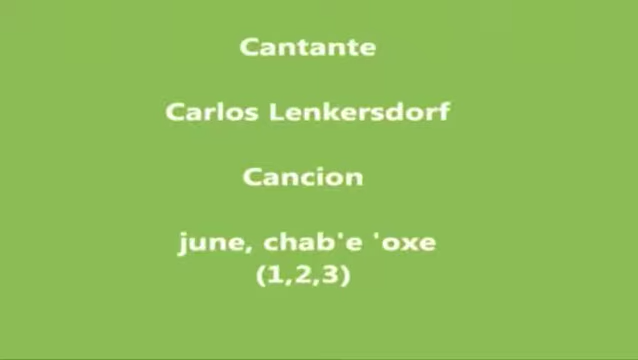 Cantante
Carlos Lenkersdorf
Cancion
june, chab'e 'oxe
(1,2,3)